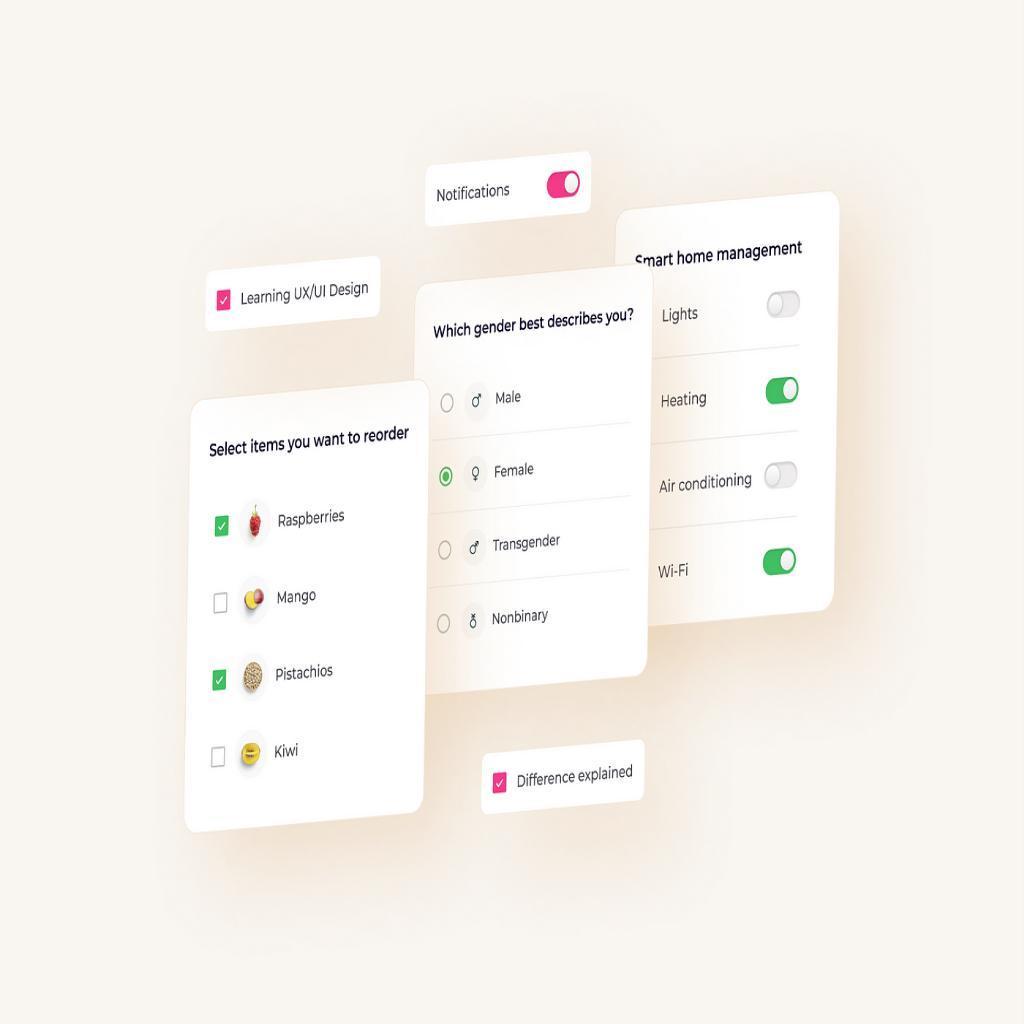 Notifications
Learning UX/UI Design
Select items you want to reorder
Raspberries
Mango
Pistachios
Kiwi
Which gender best describes you?
Male
Female
Transgender
Nonbinary
Smart home management
Lights
Heating
Air conditioning
Wi-Fi
Difference explained